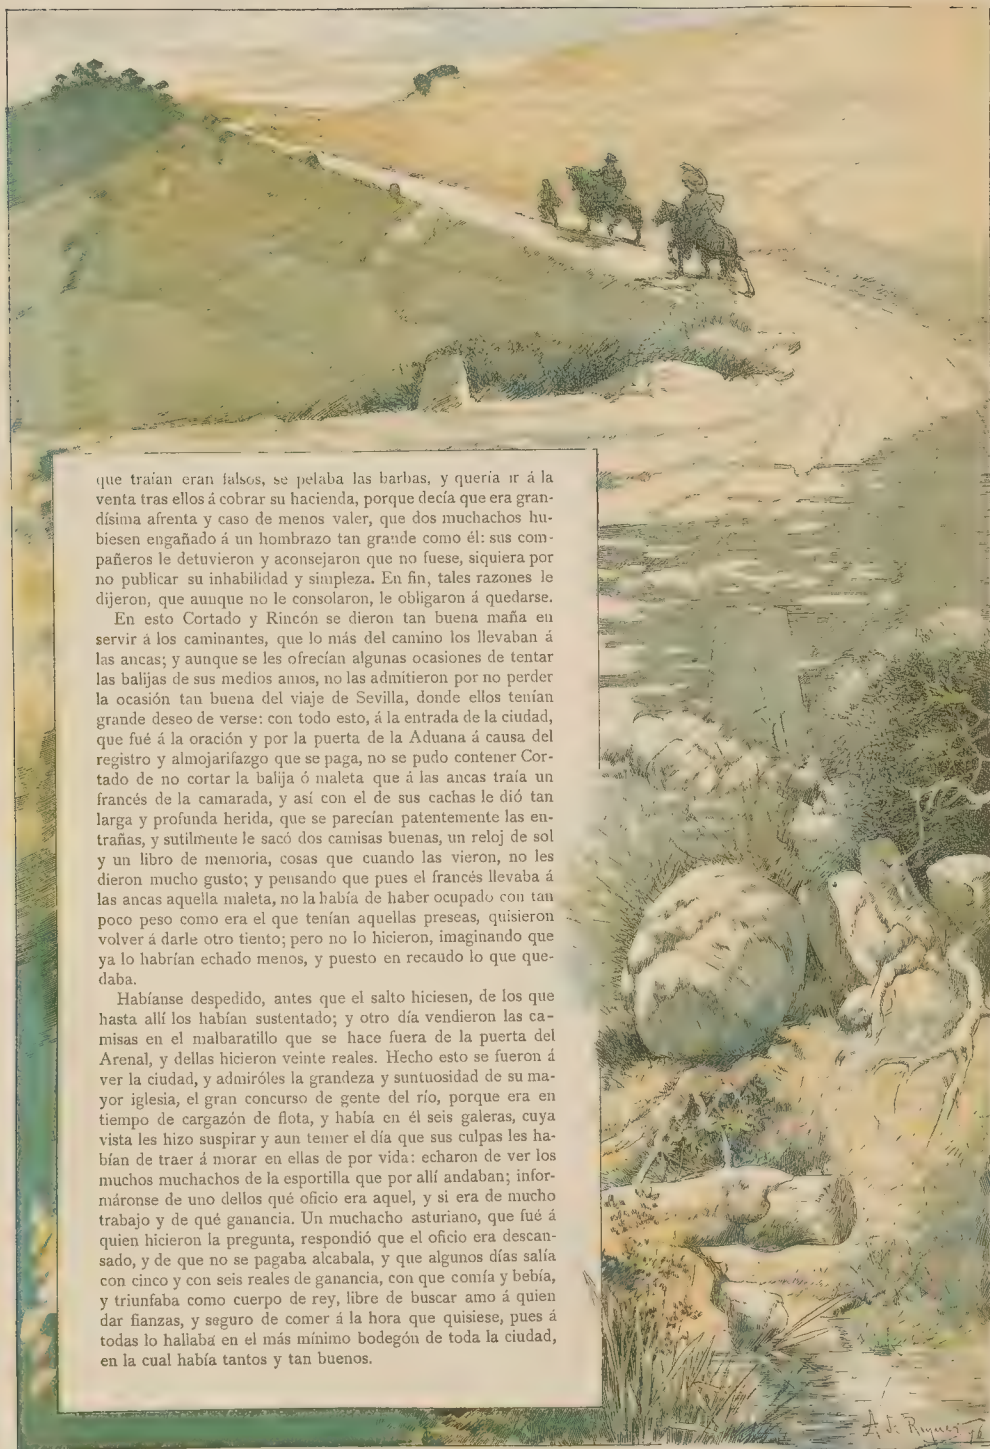 que traían eran falsos, se pelaba las barbas, y quería ir á la
venta tras ellos á cobrar su hacienda, porque decía que era gran-
dísima afrenta y caso de menos valer, que dos muchachos hu-
biesen engañado á un hombrazo tan grande como él: sus com-
pañeros le detuvieron y aconsejaron que no fuese, siquiera por
no publicar su inhabilidad y simpleza. En fin, tales razones le
dijeron, que aunque no le consolaron, le obligaron á quedarse.
En esto Cortado y Rincón se dieron tan buena maña en
servir á los caminantes, que lo más del camino los llevaban á
las ancas; y aunque se les ofrecían algunas ocasiones de tentar
las balijas de sus medios amos, no las admitieron por no perder
la ocasión tan buena del viaje de Sevilla, donde ellos tenían
grande deseo de verse: con todo esto, á la entrada de la ciudad,
que fué á la oración y por la puerta de la Aduana á causa del
registro y almojarifazgo que se paga, no se pudo contener Cor-
tado de no cortar la balija ó maleta que á las ancas traía un
francés de la camarada, y así con el de sus cachas le dió tan
larga y profunda herida, que se parecían patentemente las en-
trañas, y sutilmente le sacó dos camisas buenas, un reloj de sol
y un libro de memoria, cosas que cuando las vieron, no les
dieron mucho gusto; y pensando que pues el francés llevaba á
las ancas aquella maleta, no la había de haber ocupado con tan
poco peso como era el que tenían aquellas preseas, quisieron
volver á darle otro tiento; pero no lo hicieron, imaginando que
ya lo habrían echado menos, y puesto en recaudo lo que que-
daba.
Habíanse despedido, antes que el salto hiciesen, de los que
hasta allí los habían sustentado; y otro día vendieron las ca-
misas en el malbaratillo que se hace fuera de la puerta del
Arenal, y dellas hicieron veinte reales. Hecho esto se fueron á
ver la ciudad, y admiróles la grandeza y suntuosidad de su ma-
yor iglesia, el gran concurso de gente del río, porque era en
tiempo de cargazón de flota, y había en él seis galeras, cuya
vista les hizo suspirar y aun temer el día que sus culpas les ha-
bían de traer á morar en ellas de por vida: echaron de ver los
muchos muchachos de la esportilla que por allí andaban; infor-
máronse de uno dellos qué oficio era aquel, y si era de mucho
trabajo y de qué ganancia. Un muchacho asturiano, que fué á
quien hicieron la pregunta, respondió que el oficio era descan-
sado, y de que no se pagaba alcabala, y que algunos días salía
con cinco y con seis reales de ganancia, con que comía y bebía,
y triunfaba como cuerpo de rey, libre de buscar amo á quien
dar fianzas, y seguro de comer á la hora que quisiese, pues á
todas lo hallaba en el más mínimo bodegón de toda la ciudad,
en la cual había tantos y tan buenos.